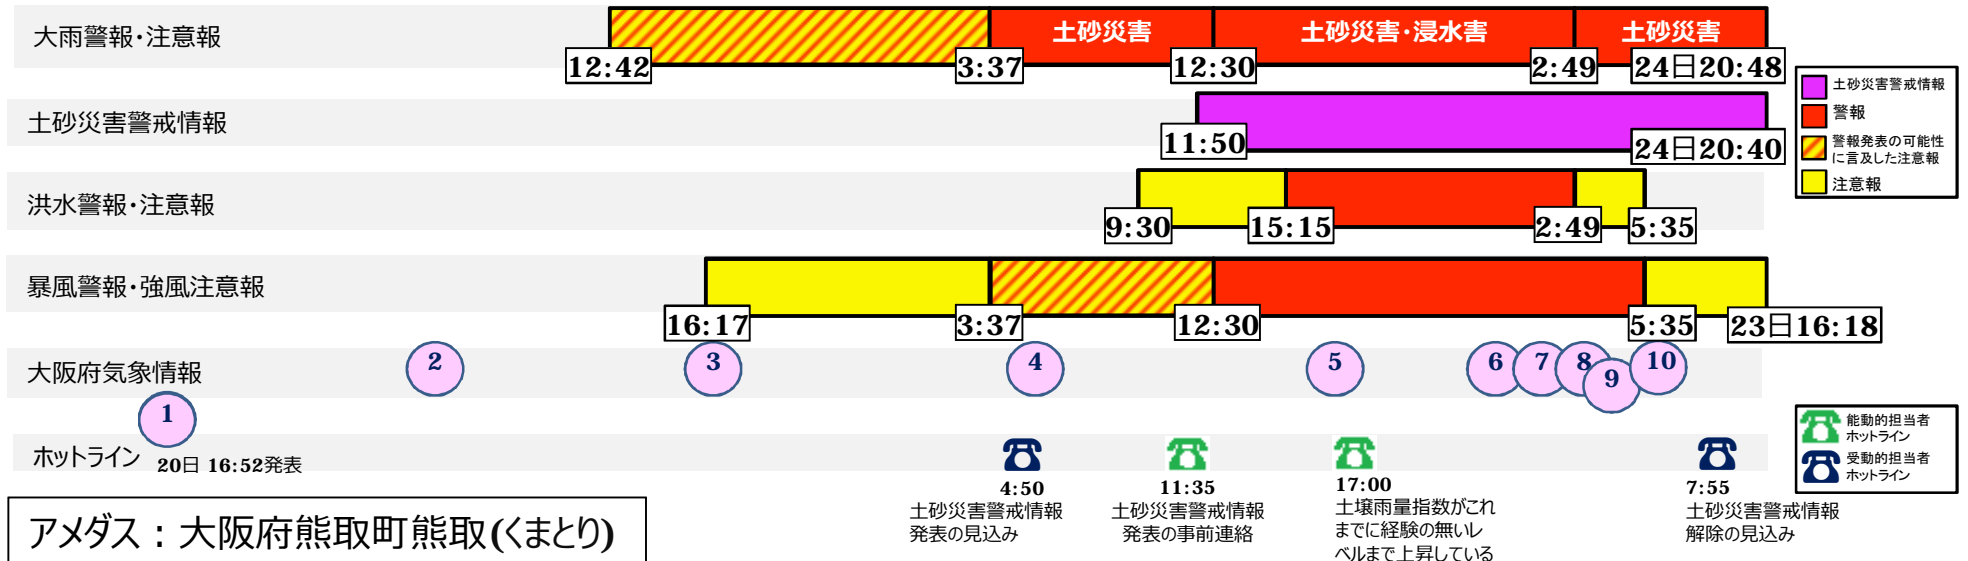 大雨警報・注意報
土砂災害
土砂災害・浸水害
土砂災害
12:42
3:37
12:30
2:49
24日20:48
土砂災害警戒情報
11:50
24日20:40
土砂災害警戒情報
警報
警報発表の可能性
に言及した注意報
注意報
洪水警報・注意報
9:30
15:15
2:49
5:35
暴風警報・強風注意報
16:17
3:37
12:30
5:35
23日16:18
大阪府気象情報
1
2
3
4
5
6
7
8
9
10
ホットライン
20日 16:52発表
能動的担当者
ホットライン
受動的担当者
ホットライン
4:50
土砂災害警戒情報
発表の見込み
11:35
土砂災害警戒情報
発表の事前連絡
17:00
土壌雨量指数がこれ
までに経験の無いレ
ベルまで上昇している
7:55
土砂災害警戒情報
解除の見込み
アメダス：大阪府熊取町熊取(くまとり)